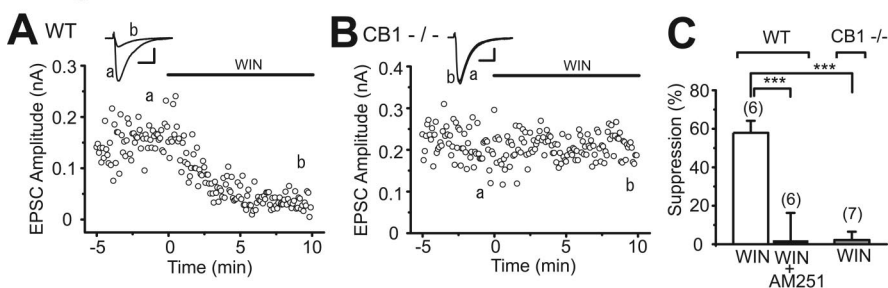 A WT
b
a
WIN
a
b
EPSC Amplitude (nA)
0.3
0.2
0.1
0
-5
0
5
10
Time (min)
B CB1 - / -
b
a
WIN
a
b
EPSC Amplitude (nA)
0.4
0.3
0.2
0.1
0
-5
0
5
10
Time (min)
C
WT
CB1 -/-
***
***
(6)
(6)
(7)
Suppression (%)
80
60
40
20
0
WIN
WIN
+
AM251
WIN